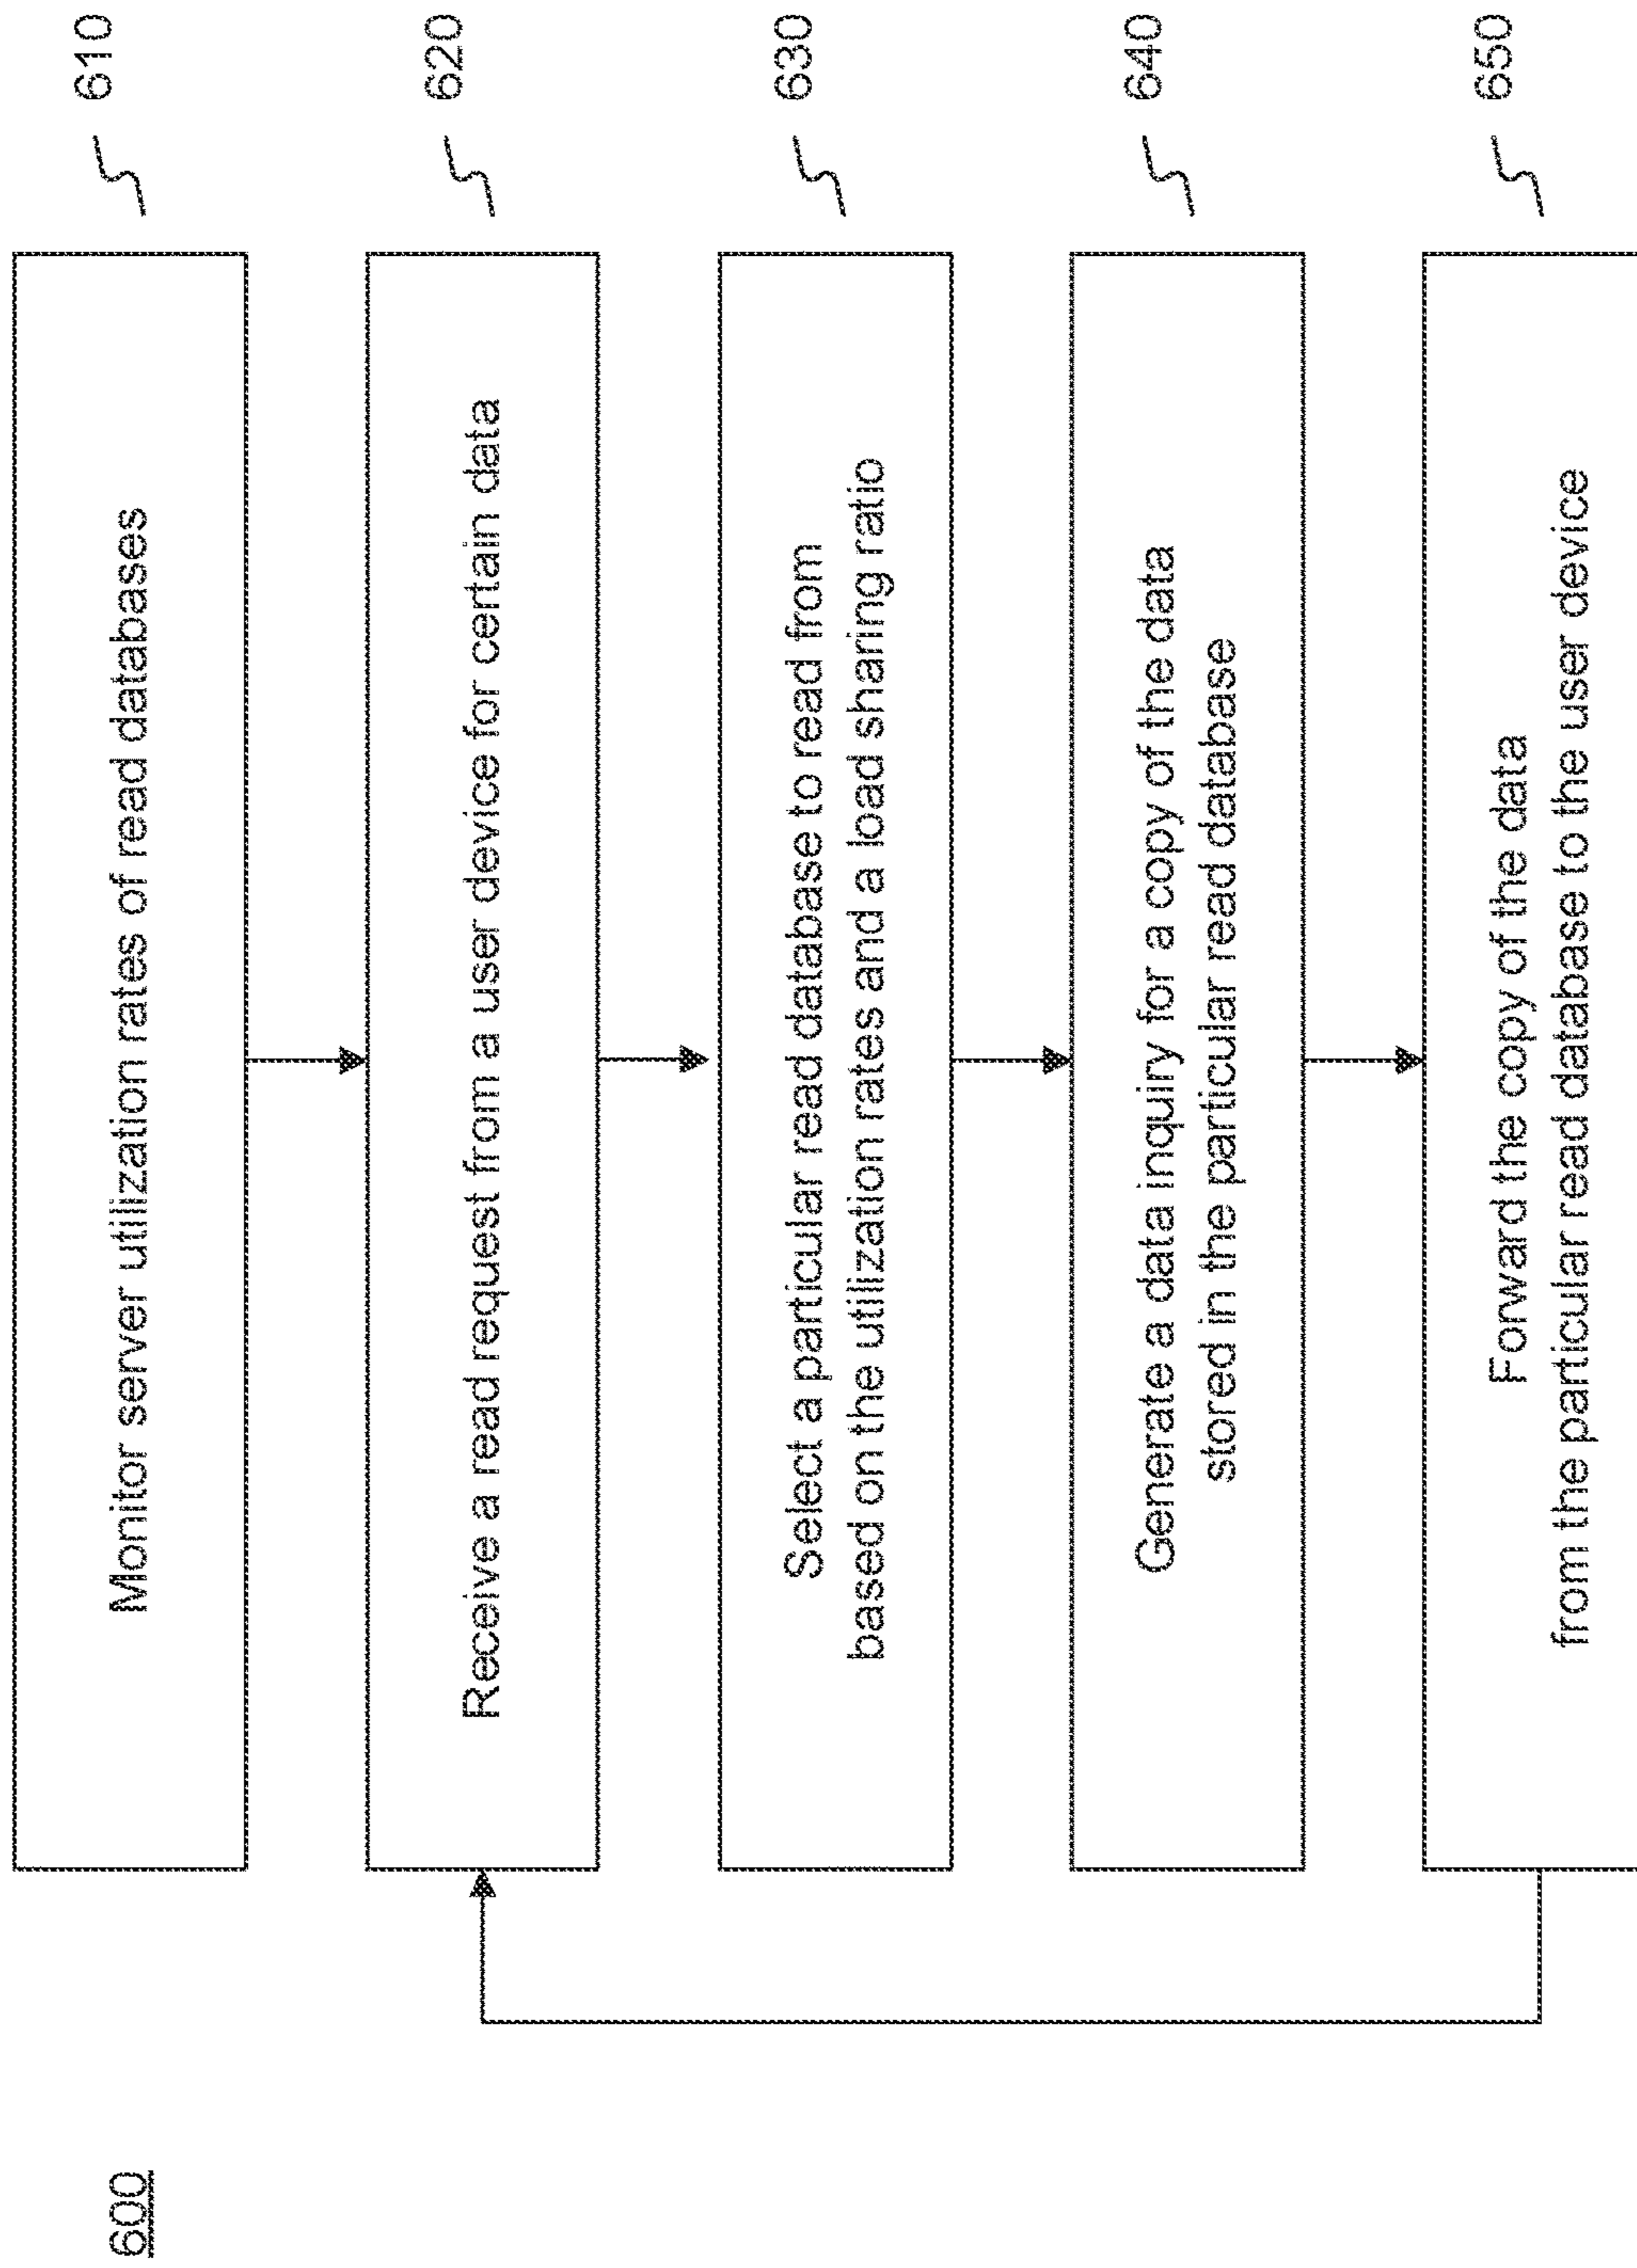 600
Monitor server utilization rates of read databases
610
Receive a read request from a user device for certain data
620
Select a particular read database to read from
based on the utilization rates and a load sharing ratio
630
Generate a data inquiry for a copy of the data
stored in the particular read database
640
Forward the copy of the data
from the particular read database to the user device
650